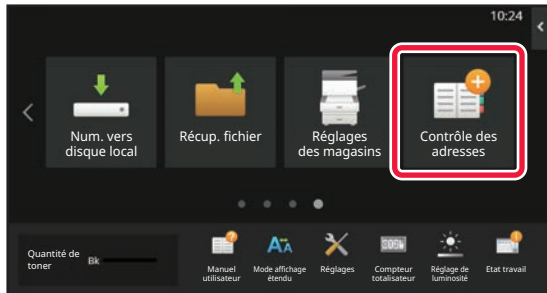 10:24
Num. vers
disque local
Récup. fichier
Réglages
des magasins
Contrôle des
adresses
Quantité de
toner
Bk
Manuel
utilisateur
Mode affichage
étendu
Réglages
Compteur
totalisateur
Réglage de
luminosité
Etat travail